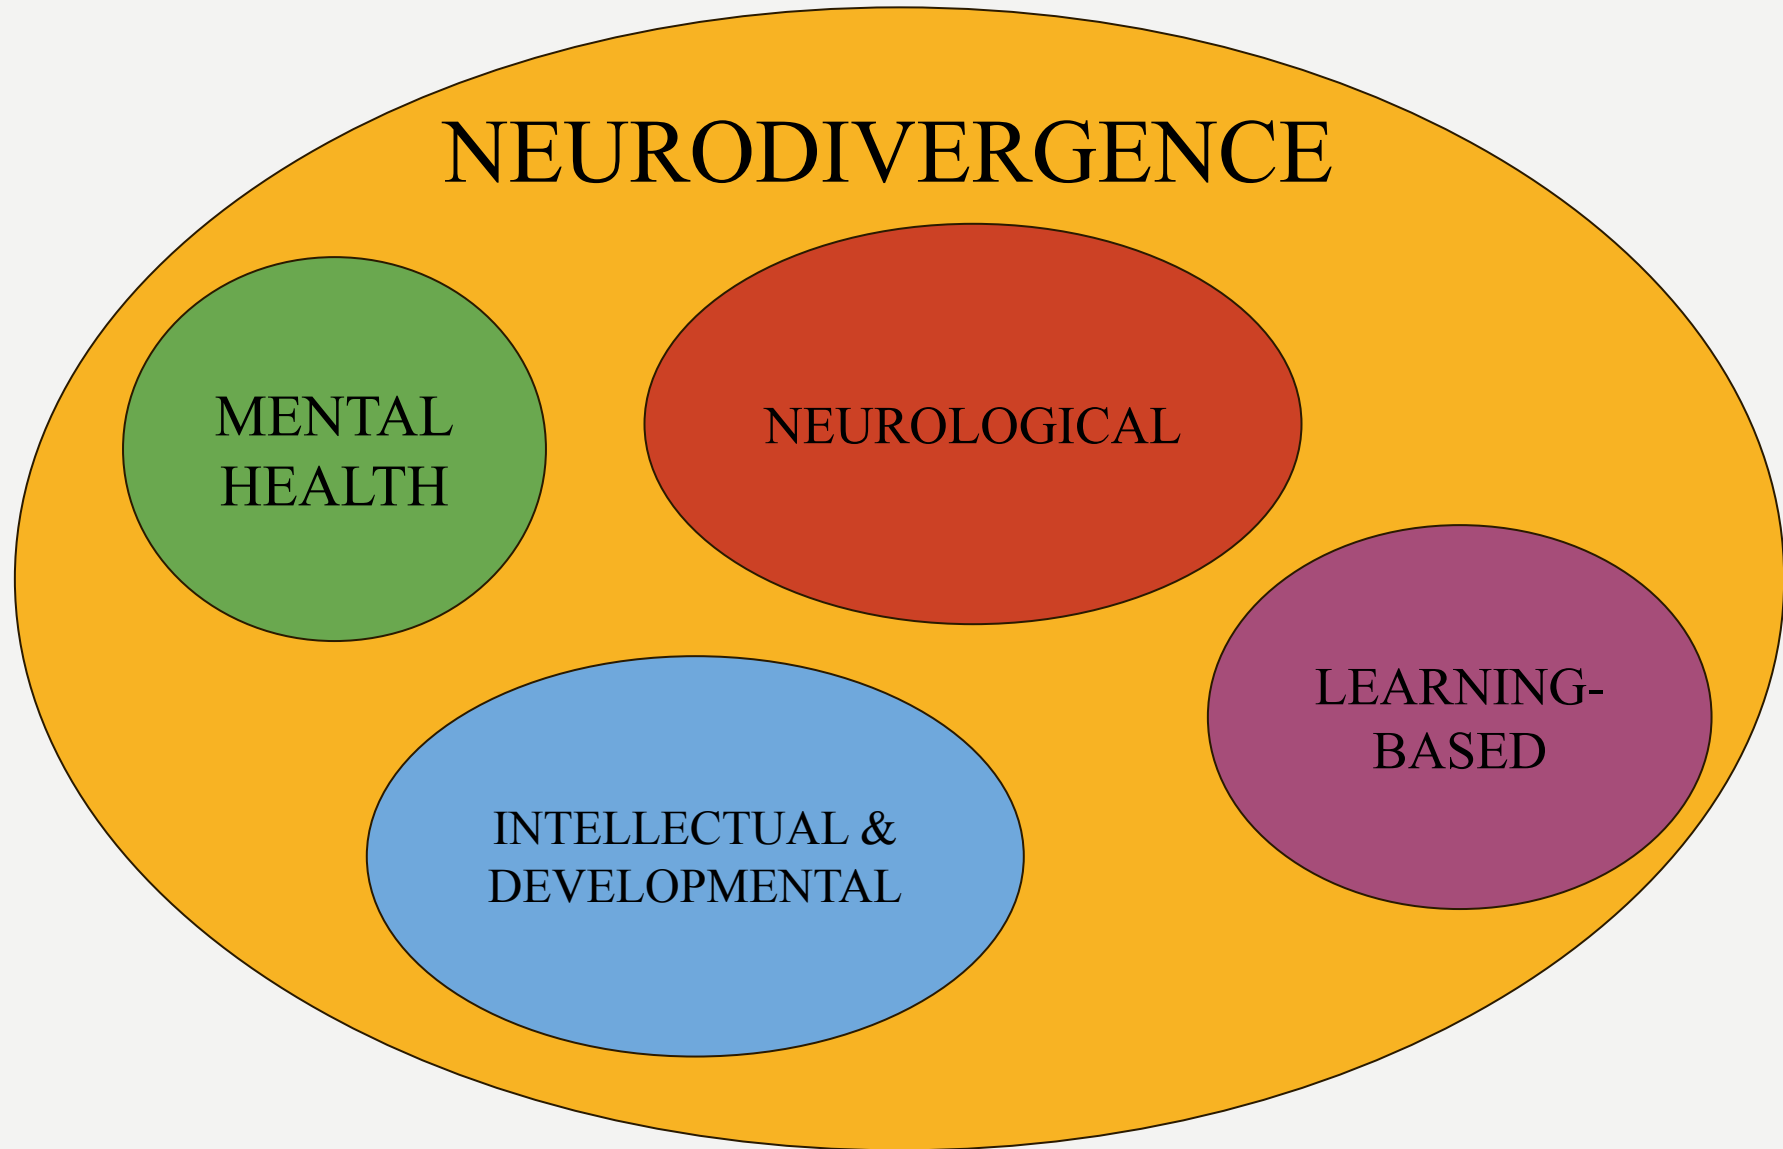 NEURODIVERGENCE
MENTAL
HEALTH
NEUROLOGICAL
LEARNING-
BASED
INTELLECTUAL &
DEVELOPMENTAL